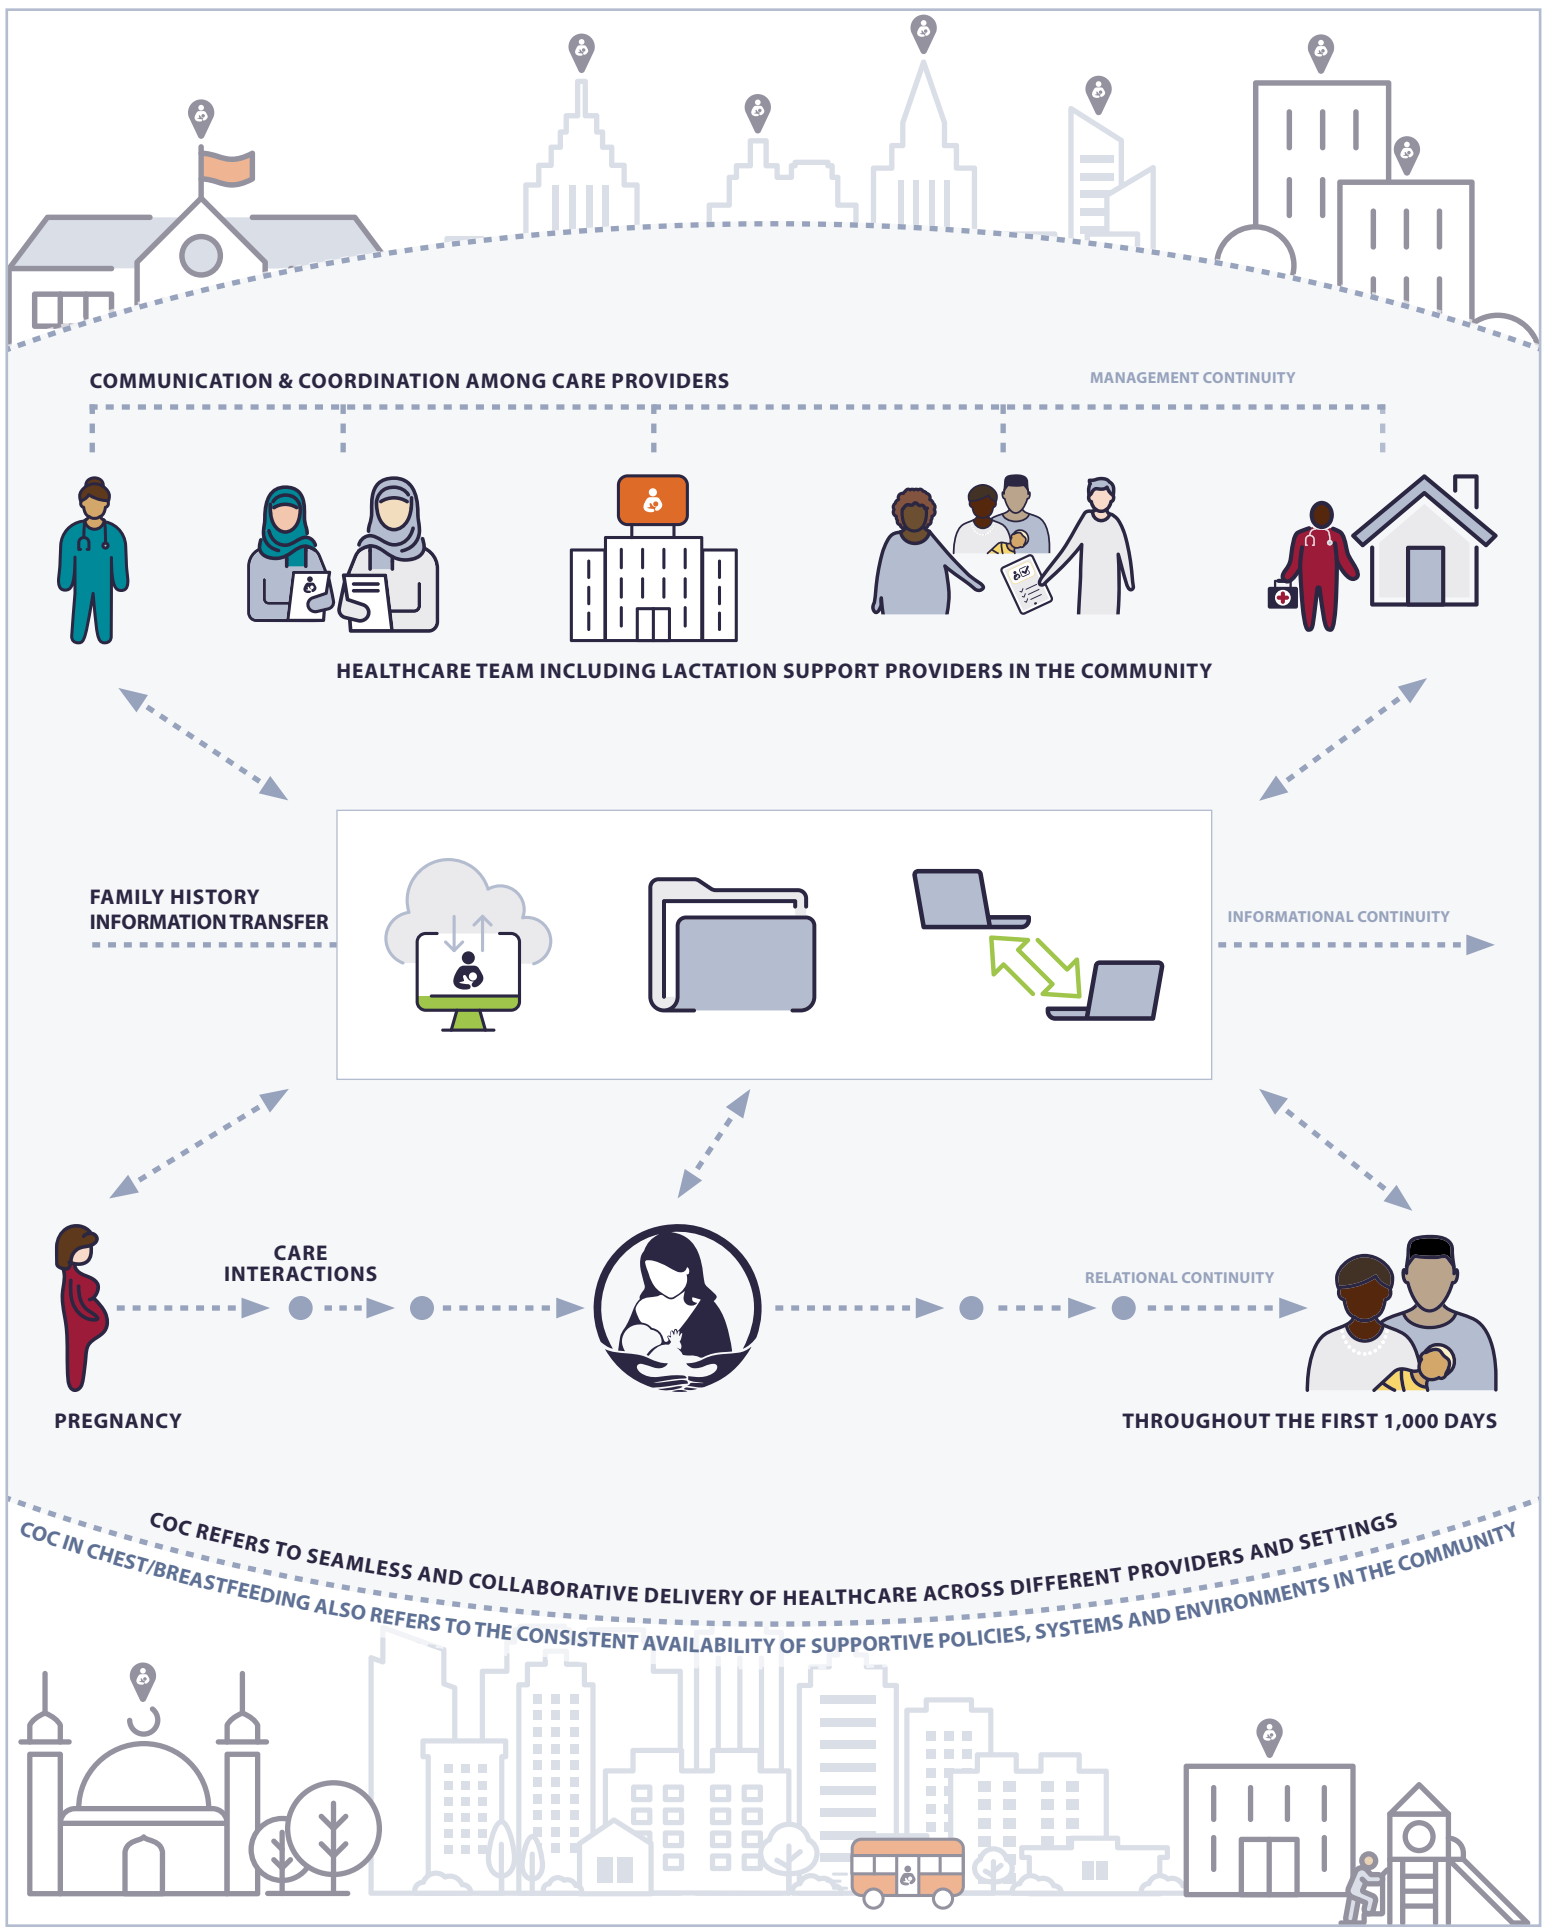 COMMUNICATION & COORDINATION AMONG CARE PROVIDERS
MANAGEMENT CONTINUITY
HEALTHCARE TEAM INCLUDING LACTATION SUPPORT PROVIDERS IN THE COMMUNITY
FAMILY HISTORY
INFORMATION TRANSFER
INFORMATIONAL CONTINUITY
CARE
INTERACTIONS
RELATIONAL CONTINUITY
PREGNANCY
THROUGHOUT THE FIRST 1,000 DAYS
COC REFERS TO SEAMLESS AND COLLABORATIVE DELIVERY OF HEALTHCARE ACROSS DIFFERENT PROVIDERS AND SETTINGS
COC IN CHEST/BREASTFEEDING ALSO REFERS TO THE CONSISTENT AVAILABILITY OF SUPPORTIVE POLICIES, SYSTEMS AND ENVIRONMENTS IN THE COMMUNITY